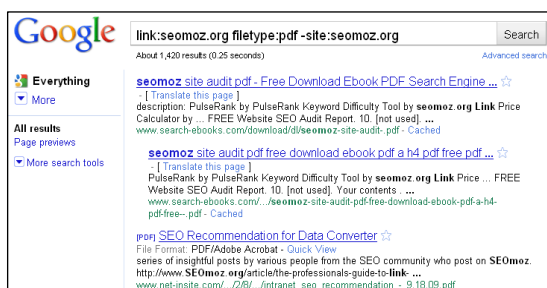 Google
link:seomoz.org filetype:pdf -site:seomoz.org
Search
About 1,420 results (0.25 seconds)
Advanced search
Everything
More
All results
Page previews
More search tools
seomoz site audit pdf - Free Download Ebook PDF Search Engine ...
- [ Translate this page ]
description: PulseRank by PulseRank Keyword Difficulty Tool by seomoz.org Link Price
Calculator by ... FREE Website SEO Audit Report. 10. [not used]. ...
www.search-ebooks.com/download/dl/seomoz-site-audit-.pdf - Cached
seomoz site audit pdf free download ebook pdf a h4 pdf free pdf ...
- [ Translate this page ]
PulseRank by PulseRank Keyword Difficulty Tool by seomoz.org Link Price ... FREE
Website SEO Audit Report. 10. [not used]. Your contents . ...
www.search-ebooks.com/.../seomoz-site-audit-pdf-free-download-ebook-pdf-a-h4-
pdf-free--.pdf - Cached
[PDF] SEO Recommendation for Data Converter
File Format: PDF/Adobe Acrobat - Quick View
series of insightful posts by various people from the SEO community who post on SEOmoz.
http://www.SEOmoz.org/article/the-professionals-guide-to-link- ...
www.net-insite.com/.../2/8/.../intranet_seo_recommendation_-_9.18.09.pdf